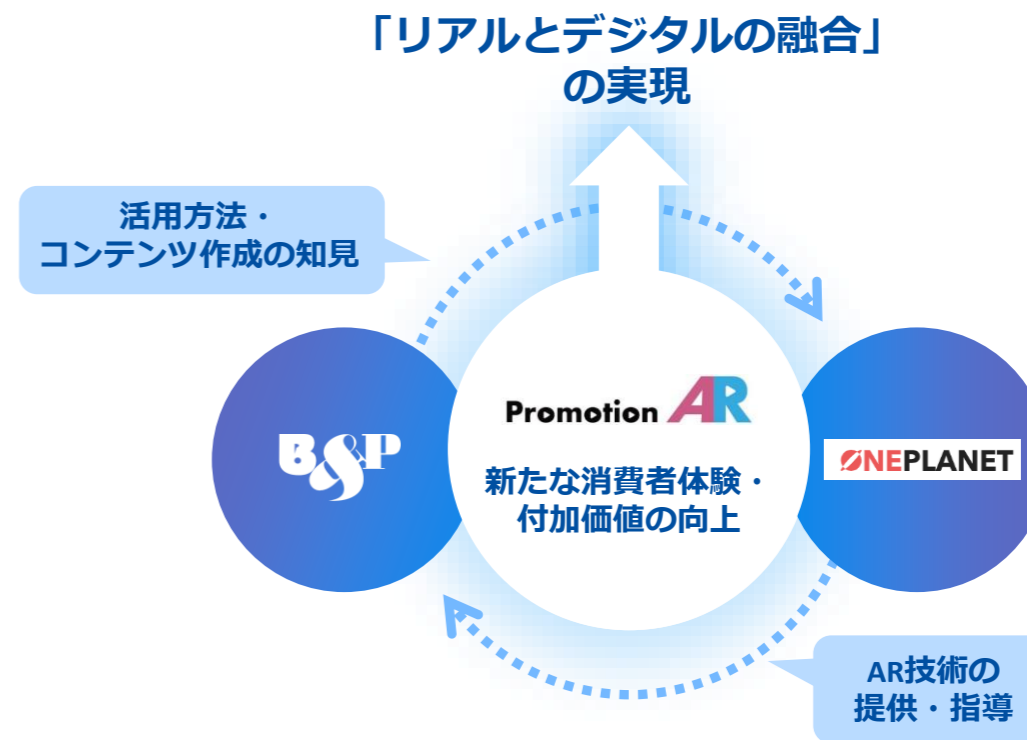 「リアルとデジタルの融合」
の実現
活用方法・
コンテンツ作成の知見
Promotion AR
B&P
ONEPLANET
新たな消費者体験・
付加価値の向上
AR技術の
提供・指導